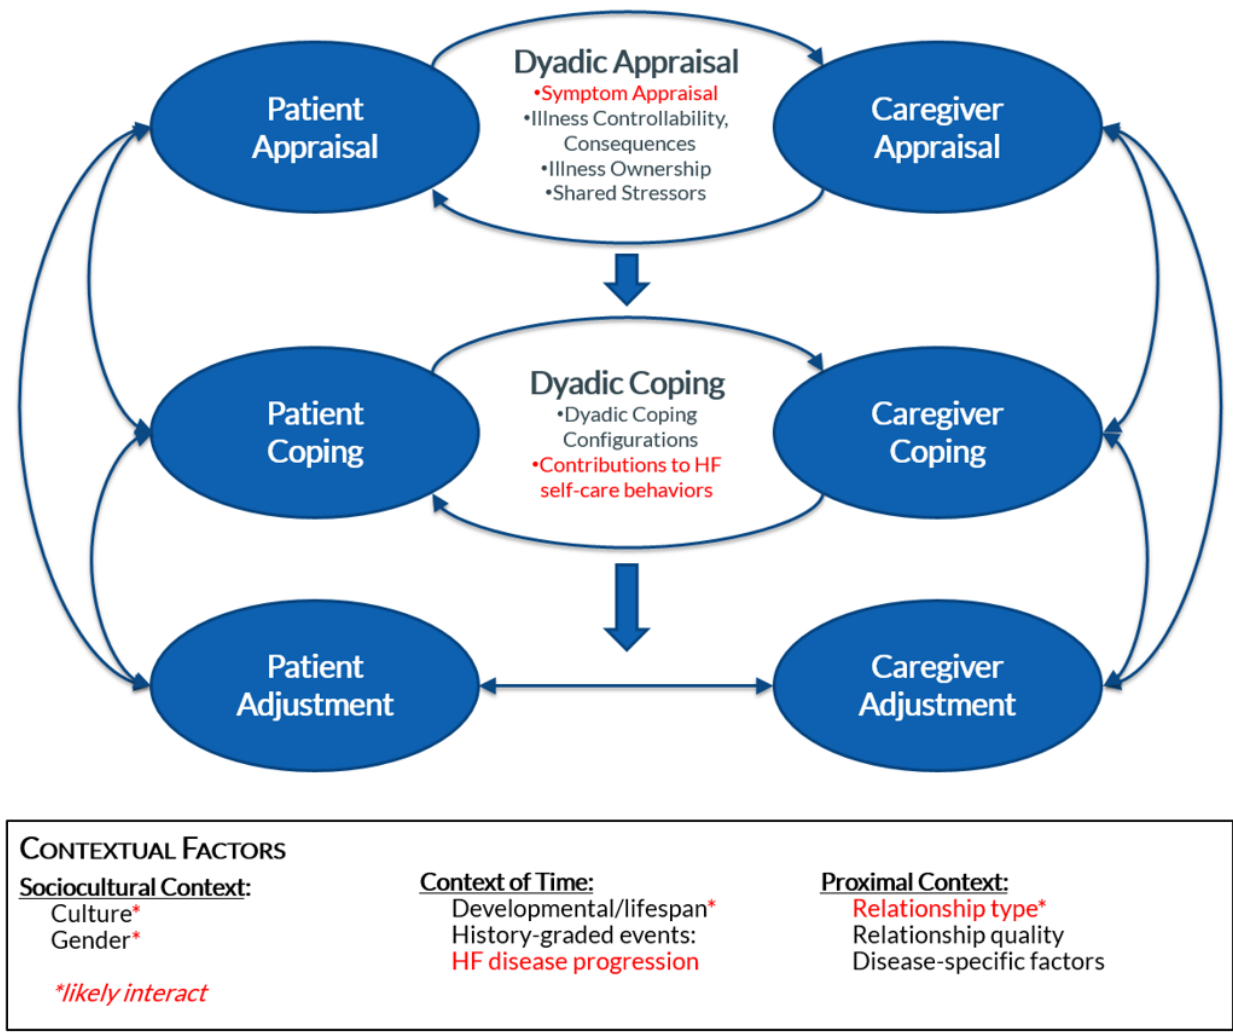 Dyadic Appraisal
•Symptom Appraisal
•Illness Controllability,
Consequences
•Illness Ownership
•Shared Stressors
Patient
Appraisal
Caregiver
Appraisal
Dyadic Coping
•Dyadic Coping
Configurations
•Contributions to HF
self-care behaviors
Patient
Coping
Caregiver
Coping
Patient
Adjustment
Caregiver
Adjustment
CONTEXTUAL FACTORS
Sociocultural Context:
Culture*
Gender*
*likely interact
Context of Time:
Developmental/lifespan*
History-graded events:
HF disease progression
Proximal Context:
Relationship type*
Relationship quality
Disease-specific factors